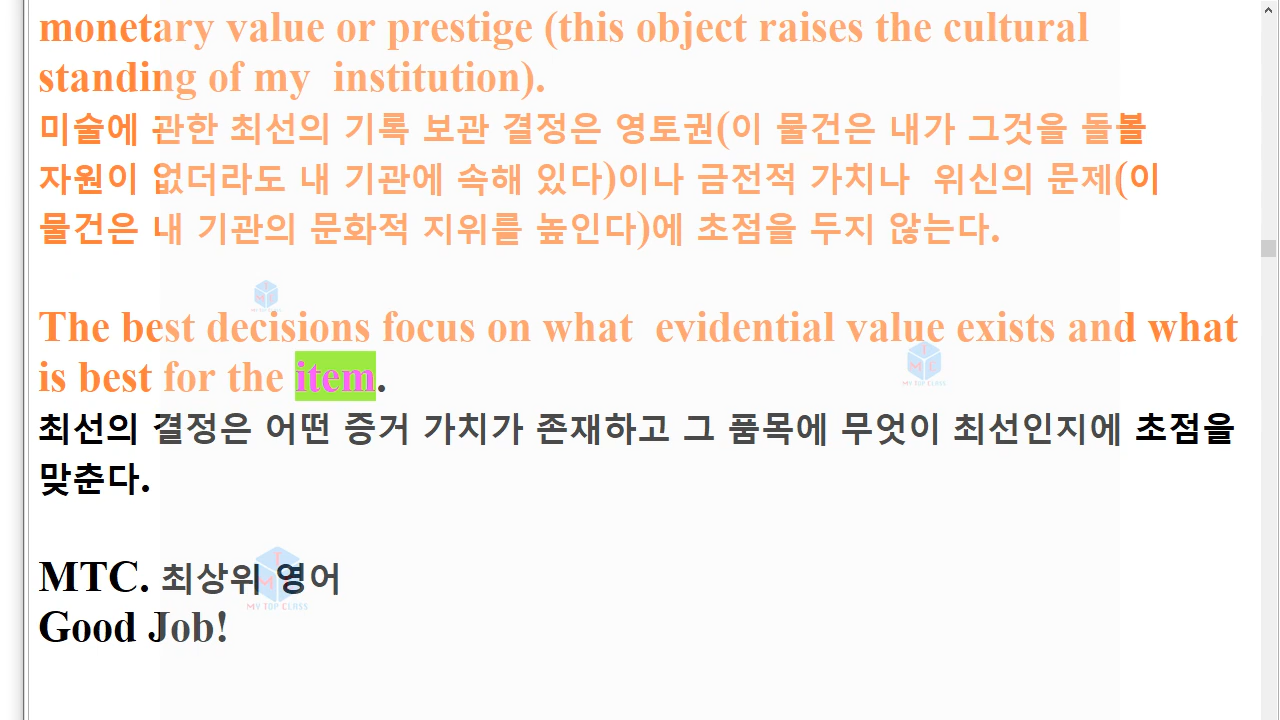 monetary value or prestige (this object raises the cultural
standing of my institution).
미술에 관한 최선의 기록 보관 결정은 영토권(이 물건은 내가 그것을 돌볼
자원이 없더라도 내 기관에 속해 있다)이나 금전적 가치나 위신의 문제(이
물건은 내 기관의 문화적 지위를 높인다)에 초점을 두지 않는다.
The best decisions focus on what evidential value exists and what
is best for the item.
최선의 결정은 어떤 증거 가치가 존재하고 그 품목에 무엇이 최선인지에 초점을
맞춘다.
MTC. 최상위 영어
Good Job!
MY TOP CLASS
MY TOP CLASS